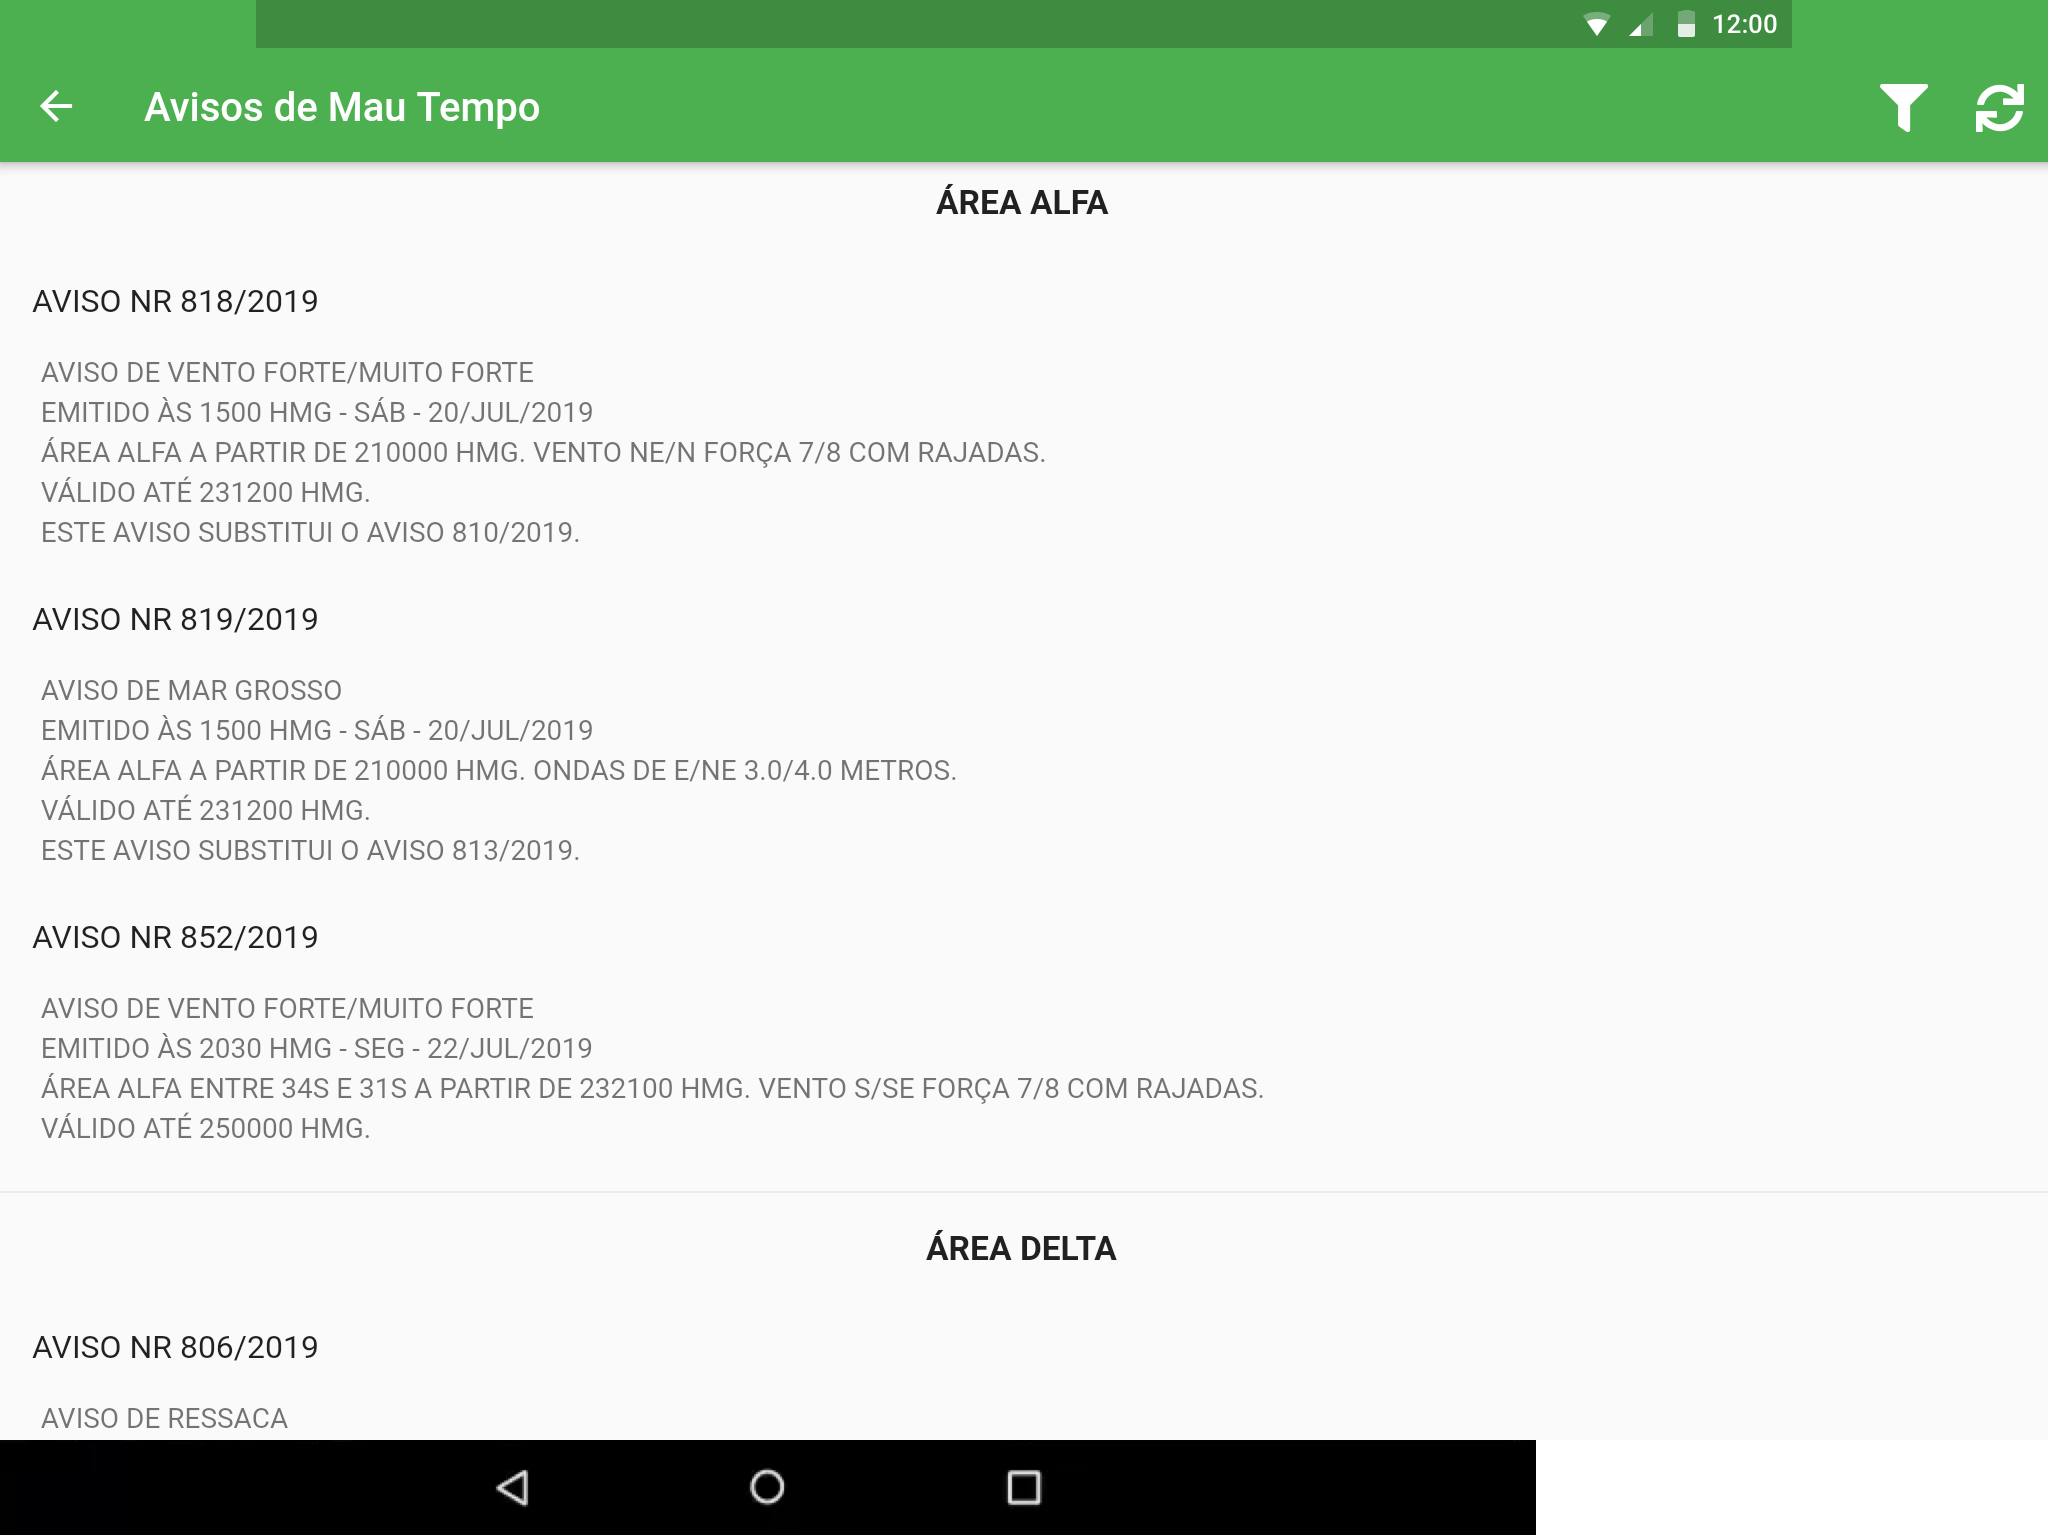 12:00
Avisos de Mau Tempo
ÁREA ALFA
AVISO NR 818/2019
AVISO DE VENTO FORTE/MUITO FORTE
EMITIDO ÀS 1500 HMG - SÁB - 20/JUL/2019
ÁREA ALFA A PARTIR DE 210000 HMG. VENTO NE/N FORÇA 7/8 COM RAJADAS.
VÁLIDO ATÉ 231200 HMG.
ESTE AVISO SUBSTITUI O AVISO 810/2019.
AVISO NR 819/2019
AVISO DE MAR GROSSO
EMITIDO ÀS 1500 HMG - SÁB - 20/JUL/2019
ÁREA ALFA A PARTIR DE 210000 HMG. ONDAS DE E/NE 3.0/4.0 METROS.
VÁLIDO ATÉ 231200 HMG.
ESTE AVISO SUBSTITUI O AVISO 813/2019.
AVISO NR 852/2019
AVISO DE VENTO FORTE/MUITO FORTE
EMITIDO ÀS 2030 HMG - SEG - 22/JUL/2019
ÁREA ALFA ENTRE 34S E 31S A PARTIR DE 232100 HMG. VENTO S/SE FORÇA 7/8 COM RAJADAS.
VÁLIDO ATÉ 250000 HMG.
ÁREA DELTA
AVISO NR 806/2019
AVISO DE RESSACA